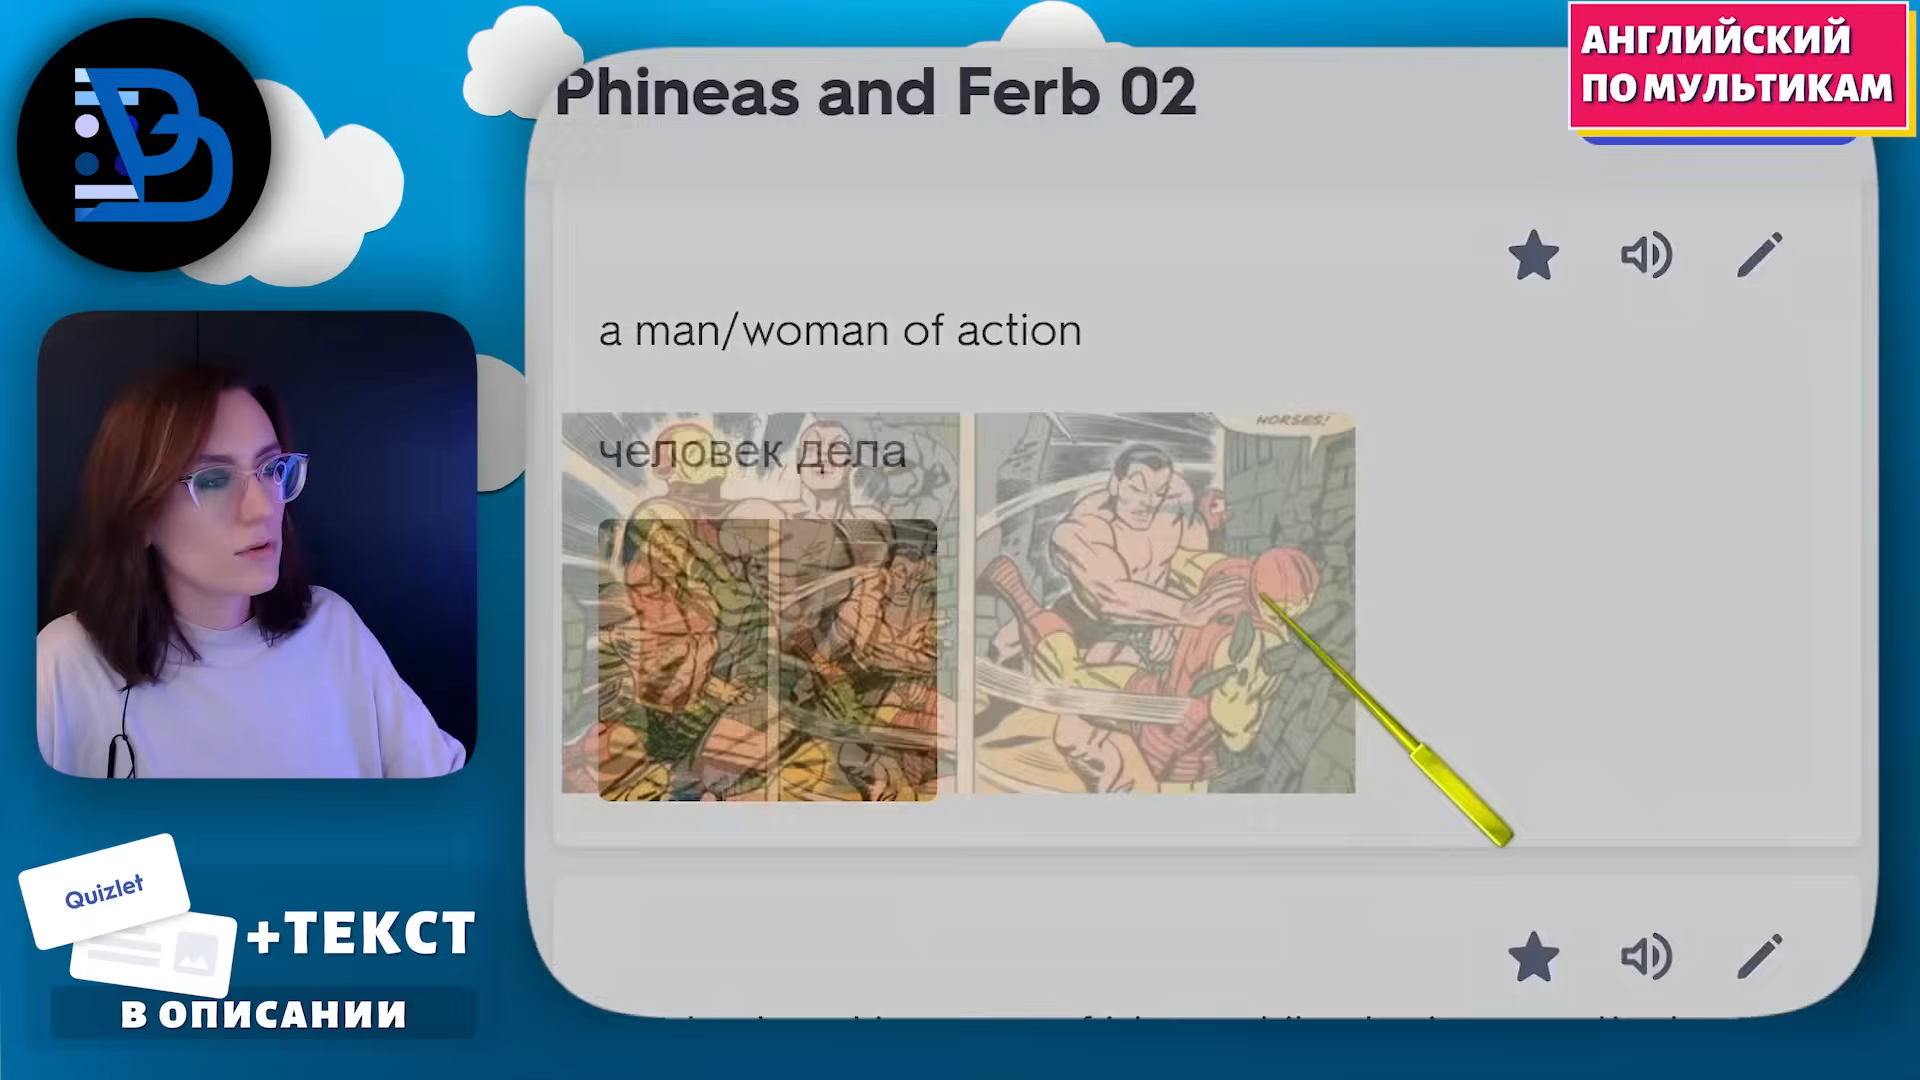 Phineas and Ferb 02
АНГЛИЙСКИЙ
ПО МУЛЬТИКАМ
a man/woman of action
человек дела
HORSES!
Quizlet
+ТЕКСТ
В ОПИСАНИИ